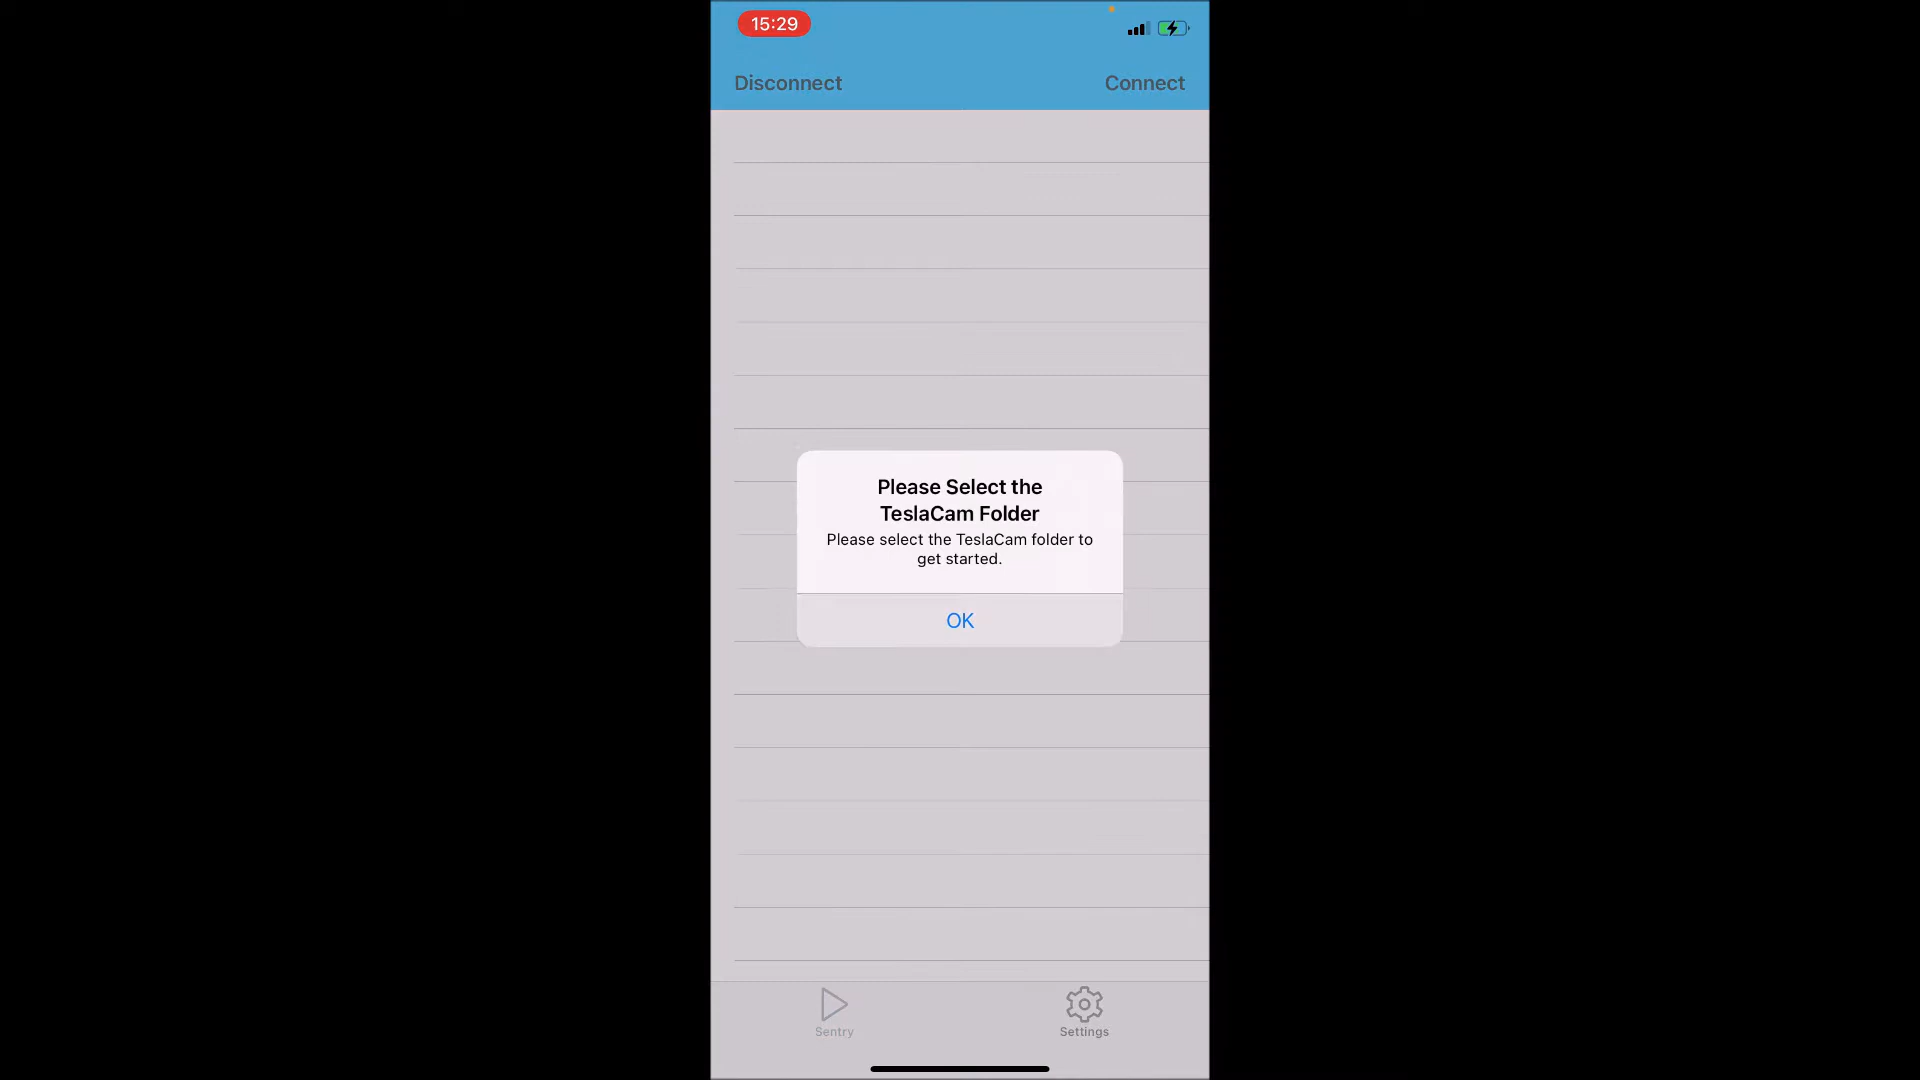 15:29
Disconnect
Connect
Please Select the
TeslaCam Folder
Please select the TeslaCam folder to
get started.
OK
Sentry
Settings